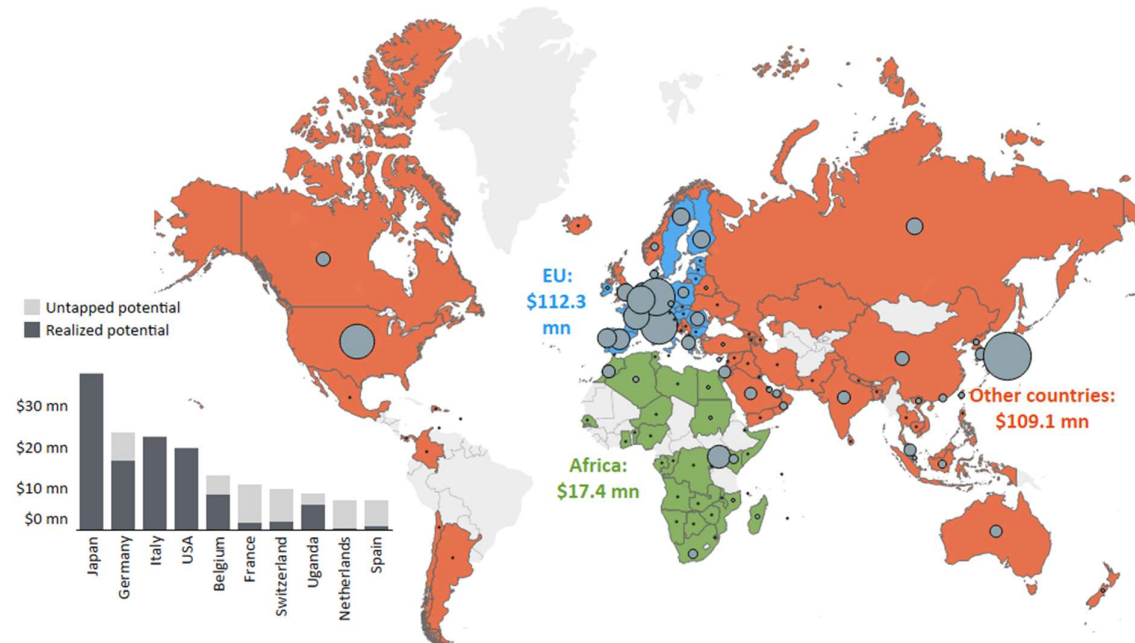 EU:
$112.3
mn
Untapped potential
Realized potential
$30 mn
$20 mn
$10 mn
$0 mn
Other countries:
$109.1 mn
Africa:
$17.4 mn
Japan
Germany
Italy
USA
Belgium
France
Switzerland
Uganda
Netherlands
Spain